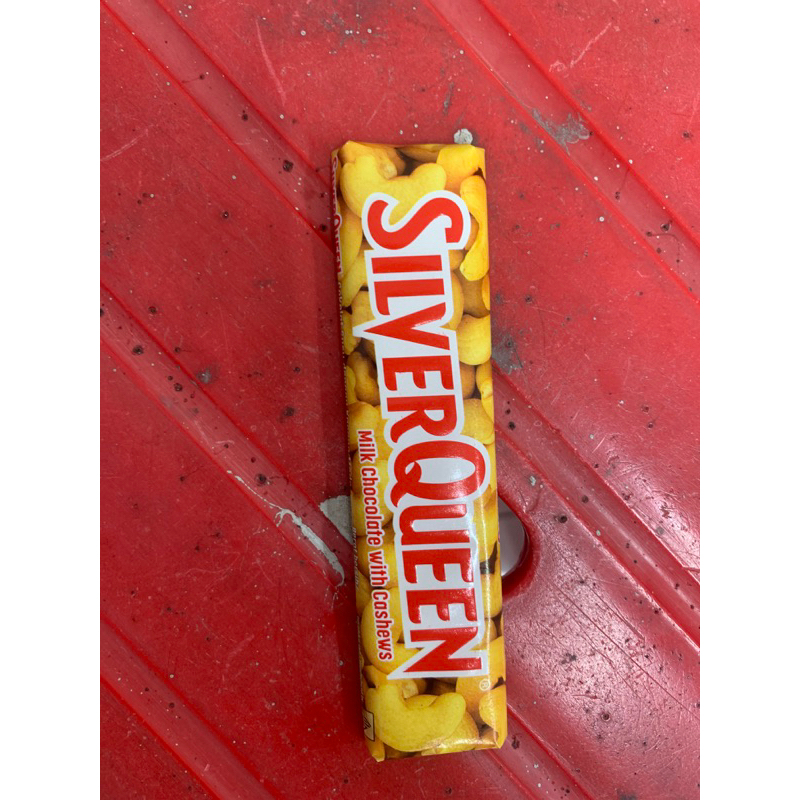 SILVERQUEEN®
Milk Chocolate with Cashews